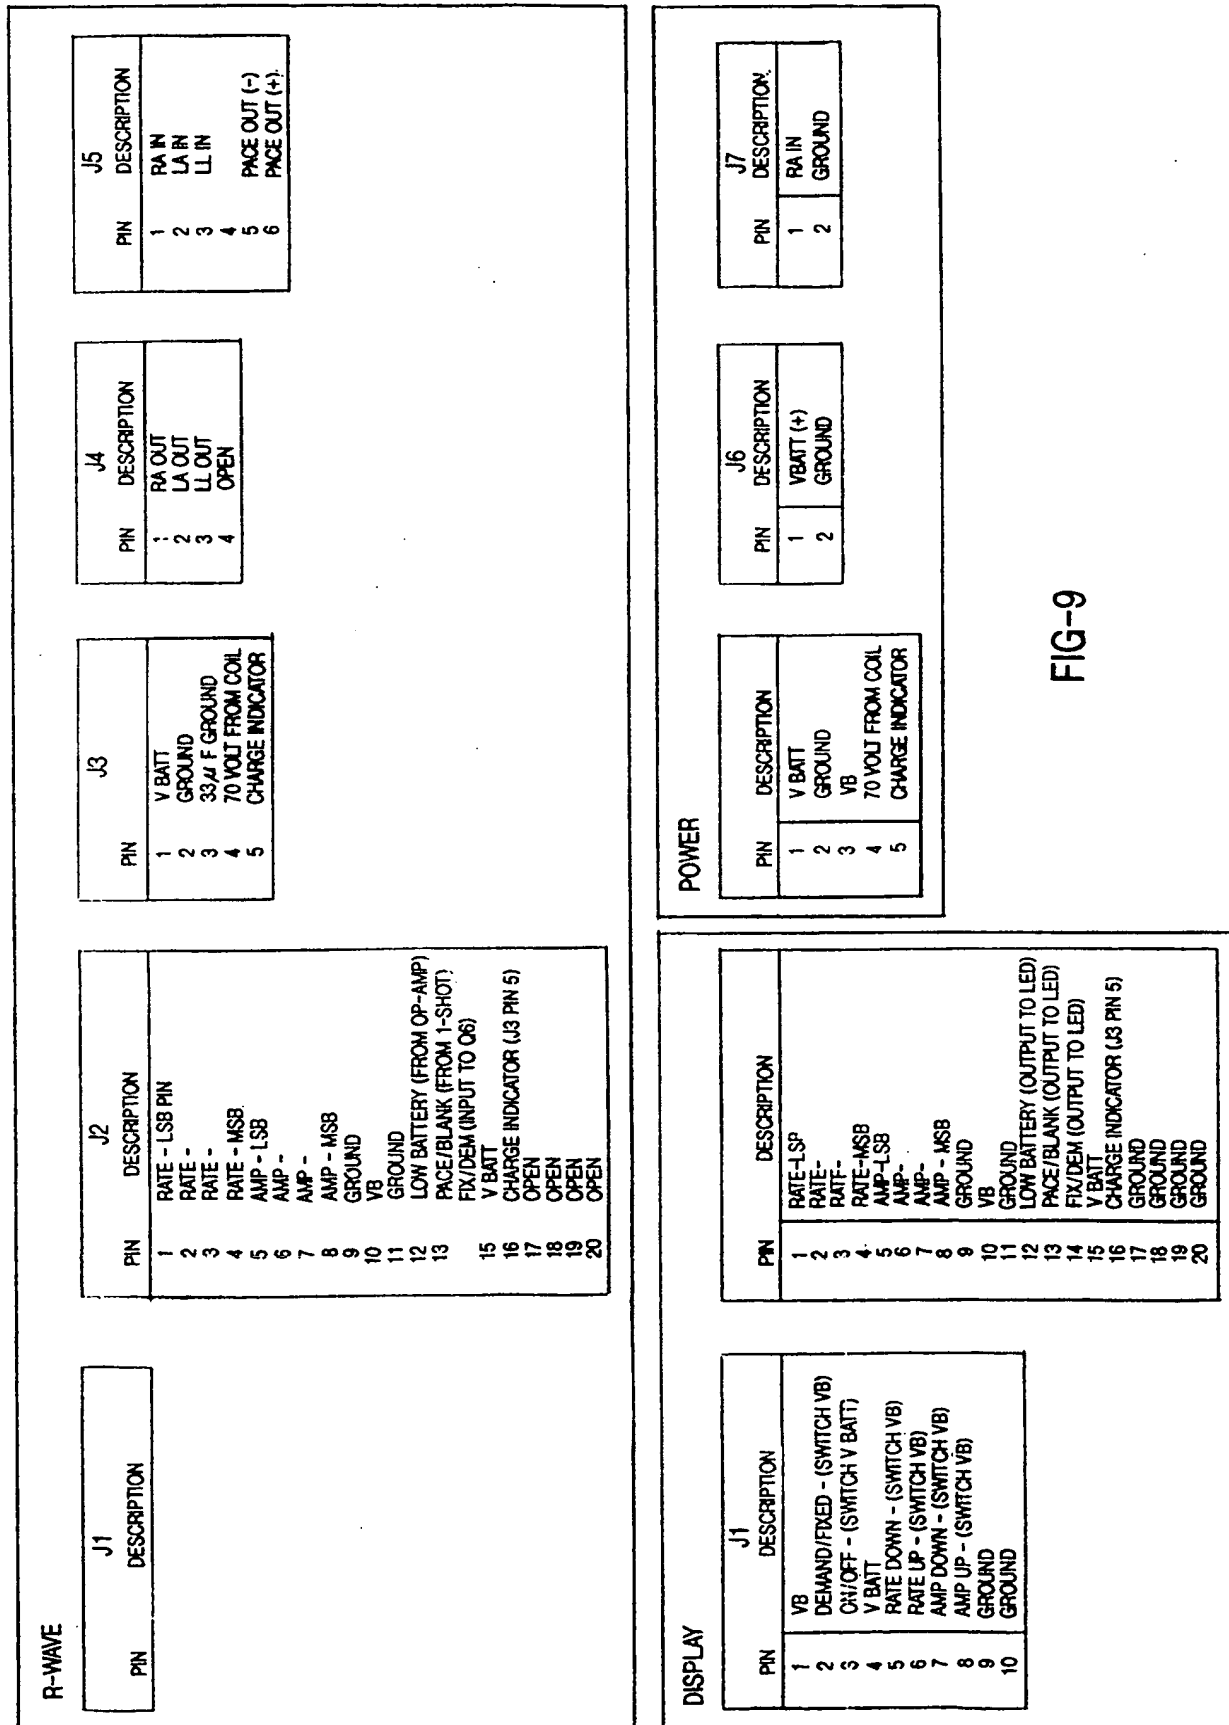 R-WAVE
J1
PIN DESCRIPTION
J2
PIN DESCRIPTION
1 RATE - LSB PIN
2 RATE -
3 RATE -
4 RATE - MSB
5 AMP - LSB
6 AMP -
7 AMP -
8 AMP - MSB
9 GROUND
10 VB
11 GROUND
12 LOW BATTERY (FROM OP-AMP)
13 PACE/BLANK (FROM 1-SHOT)
FIX/DEM (INPUT TO Q6)
15 V BATT
16 CHARGE INDICATOR (J3 PIN 5)
17 OPEN
18 OPEN
19 OPEN
20 OPEN
J3
PIN
1 V BATT
2 GROUND
3 33µF GROUND
4 70 VOLT FROM COIL
5 CHARGE INDICATOR
J4
PIN DESCRIPTION
1 RA OUT
2 LA OUT
3 LL OUT
4 OPEN
J5
PIN DESCRIPTION
1 RA IN
2 LA IN
3 LL IN
4
5 PACE OUT (-)
6 PACE OUT (+)
DISPLAY
J1
PIN DESCRIPTION
1 VB
2 DEMAND/FIXED - (SWITCH VB)
3 ON/OFF - (SWITCH V BATT)
4 V BATT
5 RATE DOWN - (SWITCH VB)
6 RATE UP - (SWITCH VB)
7 AMP DOWN - (SWITCH VB)
8 AMP UP - (SWITCH VB)
9 GROUND
10 GROUND
PIN DESCRIPTION
1 RATE-LSP
2 RATE-
3 RATE-
4 RATE-MSB
5 AMP-LSB
6 AMP-
7 AMP-
8 AMP - MSB
9 GROUND
10 VB
11 GROUND
12 LOW BATTERY (OUTPUT TO LED)
13 PACE/BLANK (OUTPUT TO LED)
14 FIX/DEM (OUTPUT TO LED)
15 V BATT
16 CHARGE INDICATOR (J3 PIN 5)
17 GROUND
18 GROUND
19 GROUND
20 GROUND
POWER
PIN DESCRIPTION
1 V BATT
2 GROUND
3 VB
4 70 VOLT FROM COIL
5 CHARGE INDICATOR
J6
PIN DESCRIPTION
1 VBATT (+)
2 GROUND
J7
PIN DESCRIPTION
1 RA IN
2 GROUND
FIG-9